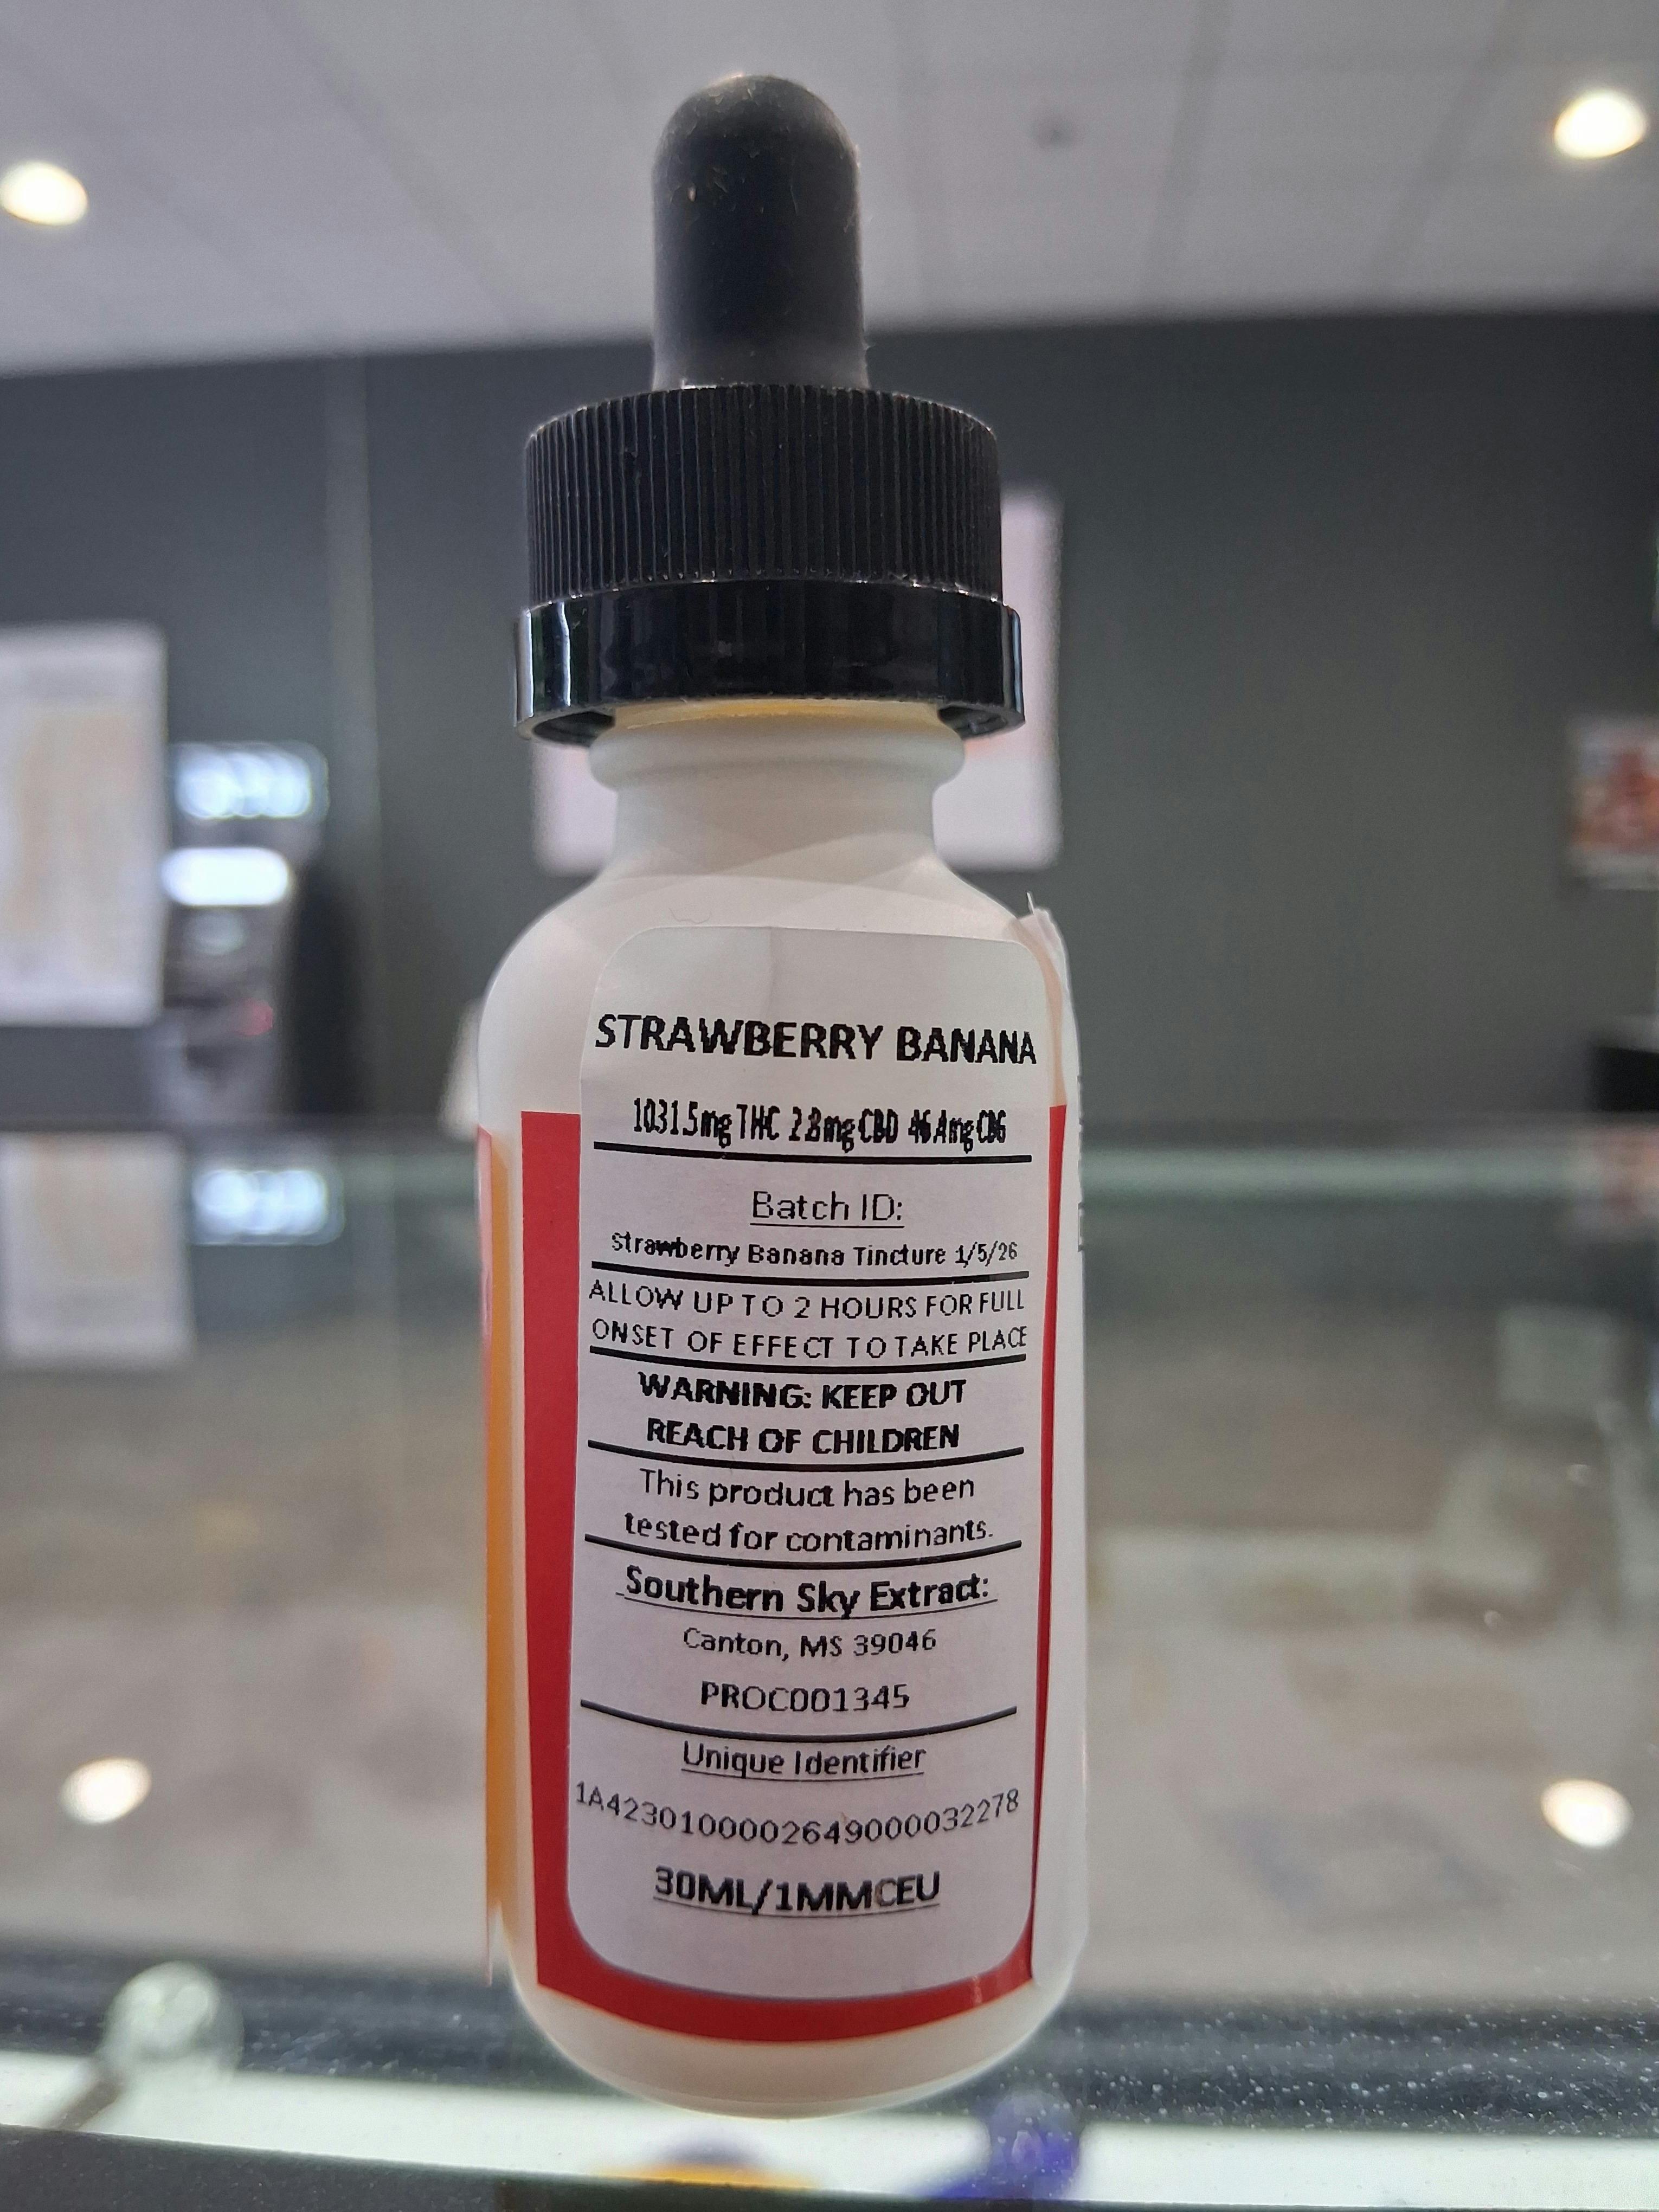 STRAWBERRY BANANA
1031.5mg THC 2.8mg CBD 46.4mg CBG
Batch ID:
Strawberry Banana Tincture 1/5/26
ALLOW UP TO 2 HOURS FOR FULL
ONSET OF EFFECT TO TAKE PLACE
WARNING: KEEP OUT
REACH OF CHILDREN
This product has been
tested for contaminants.
Southern Sky Extract:
Canton, MS 39046
PROC001345
Unique Identifier
1A4230100002649000032278
30ML/1MMCEU